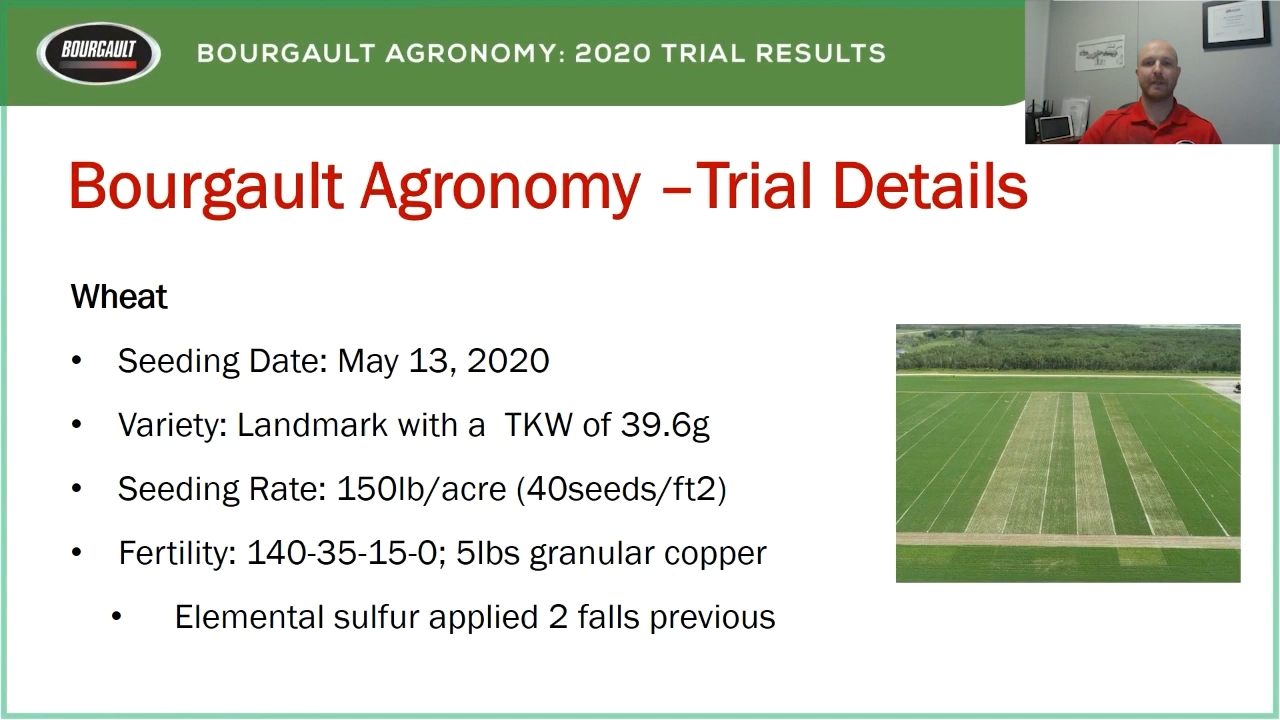 BOURGAULT
BOURGAULT AGRONOMY: 2020 TRIAL RESULTS
Bourgault Agronomy –Trial Details
Wheat
• Seeding Date: May 13, 2020
• Variety: Landmark with a  TKW of 39.6g
• Seeding Rate: 150lb/acre (40seeds/ft2)
• Fertility: 140-35-15-0; 5lbs granular copper
• Elemental sulfur applied 2 falls previous